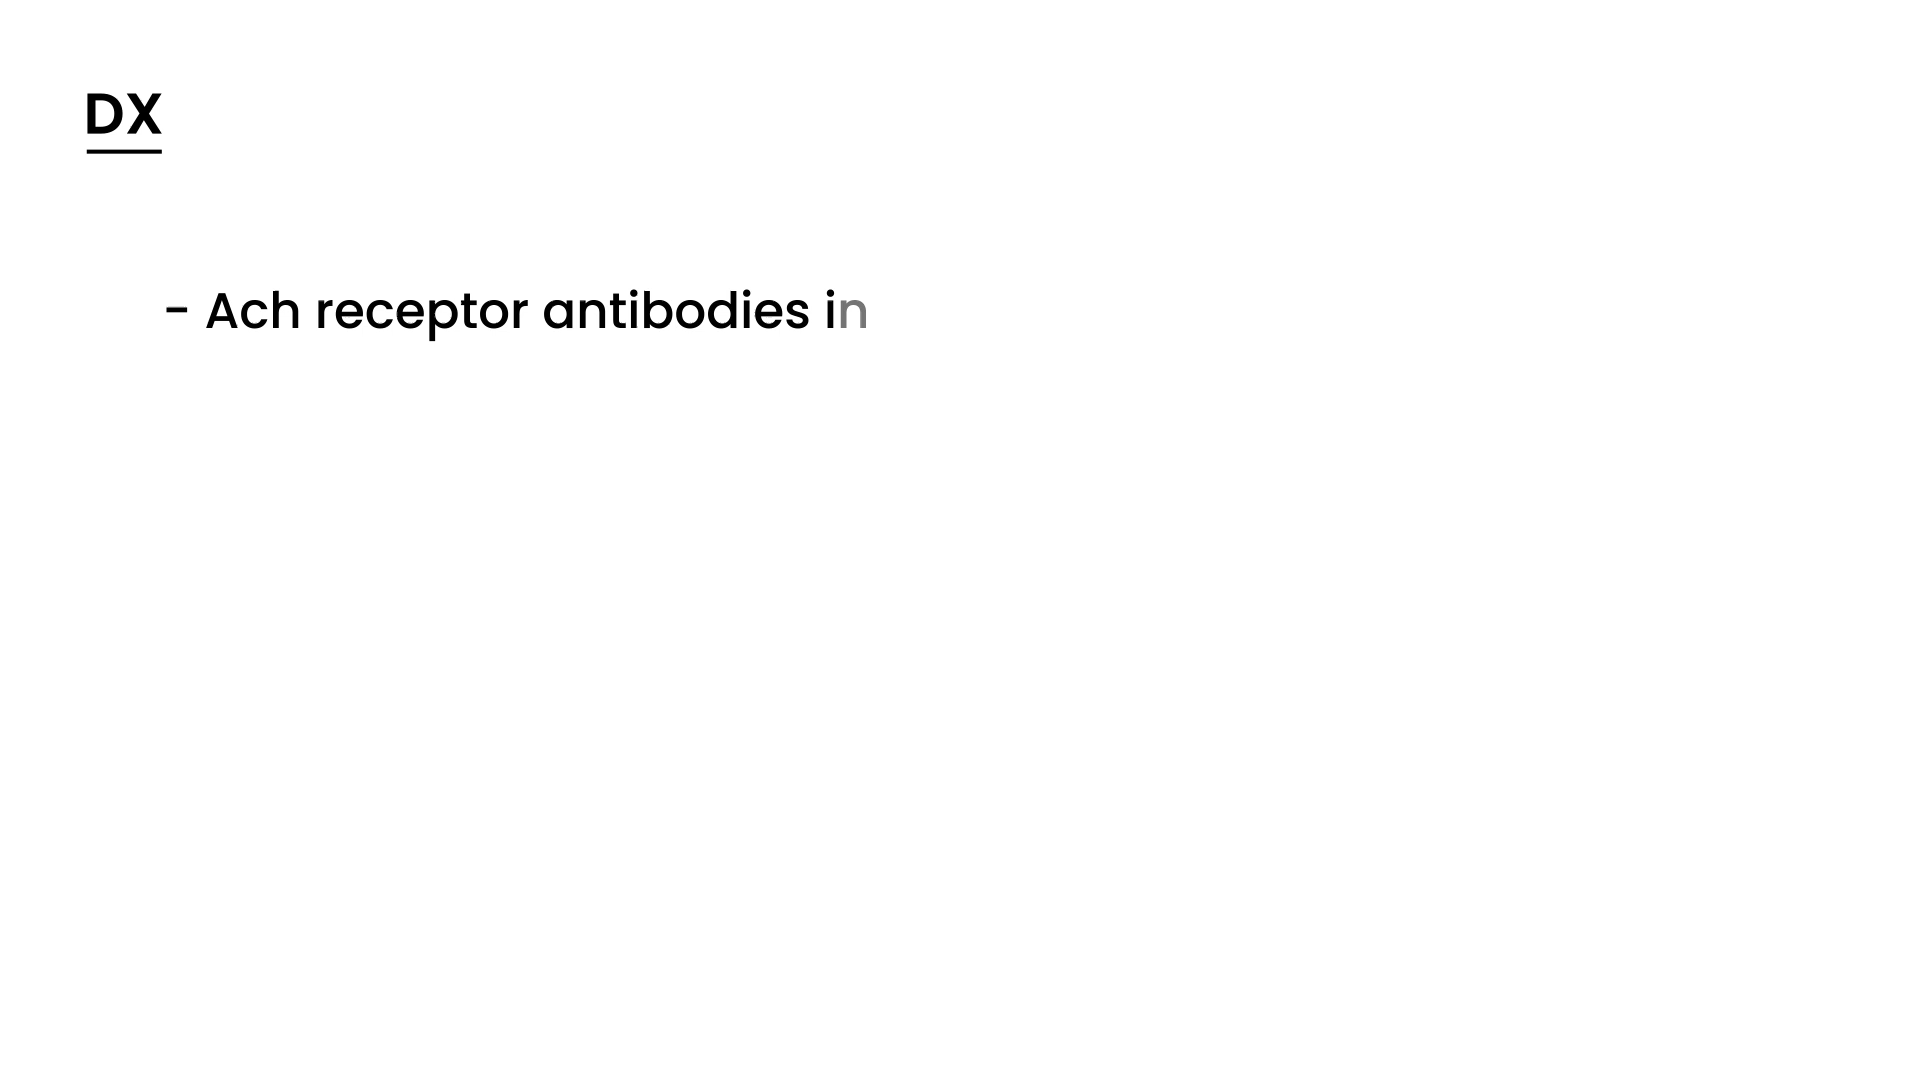 DX
- Ach receptor antibodies in